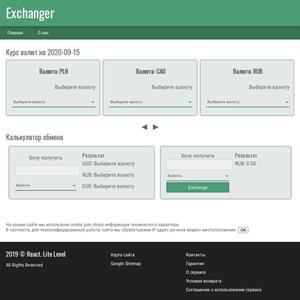 Exchanger
Главная О нас
Курс валют на 2020-09-15
Валюта: PLN Валюта: CAD Валюта: RUB
Выберите валюту Выберите валюту Выберите валюту
Выберите валюту Выберите валюту Выберите валюту
Калькулятор обмена
Хочу получить Результат Хочу получить Результат
USD: Выберите валюту RUB: 0.00
RUB: Выберите валюту
Валюта EUR: Выберите валюту Валюта
Exchange
На нашем сайте мы используем cookie для сбора информации технического характера.
В частности, для персонифицированной работы сайта мы обрабатываем IP-адрес региона вашего местоположения. OK
2019 © React. Lite Level Карта сайта Контакты
All Rights Reserved Google Sitemap Гарантии
О сервисе
Условия возврата
Соглашение о использовании сервиса